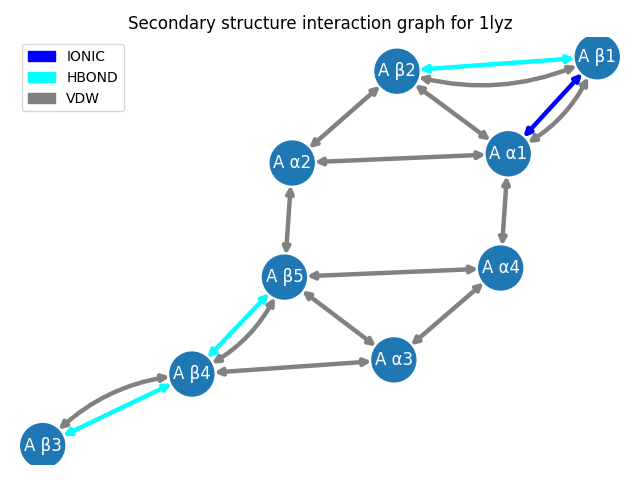 Secondary structure interaction graph for 1lyz
IONIC
HBOND
VDW
A β1
A β2
A α1
A α2
A α4
A β5
A α3
A β4
A β3